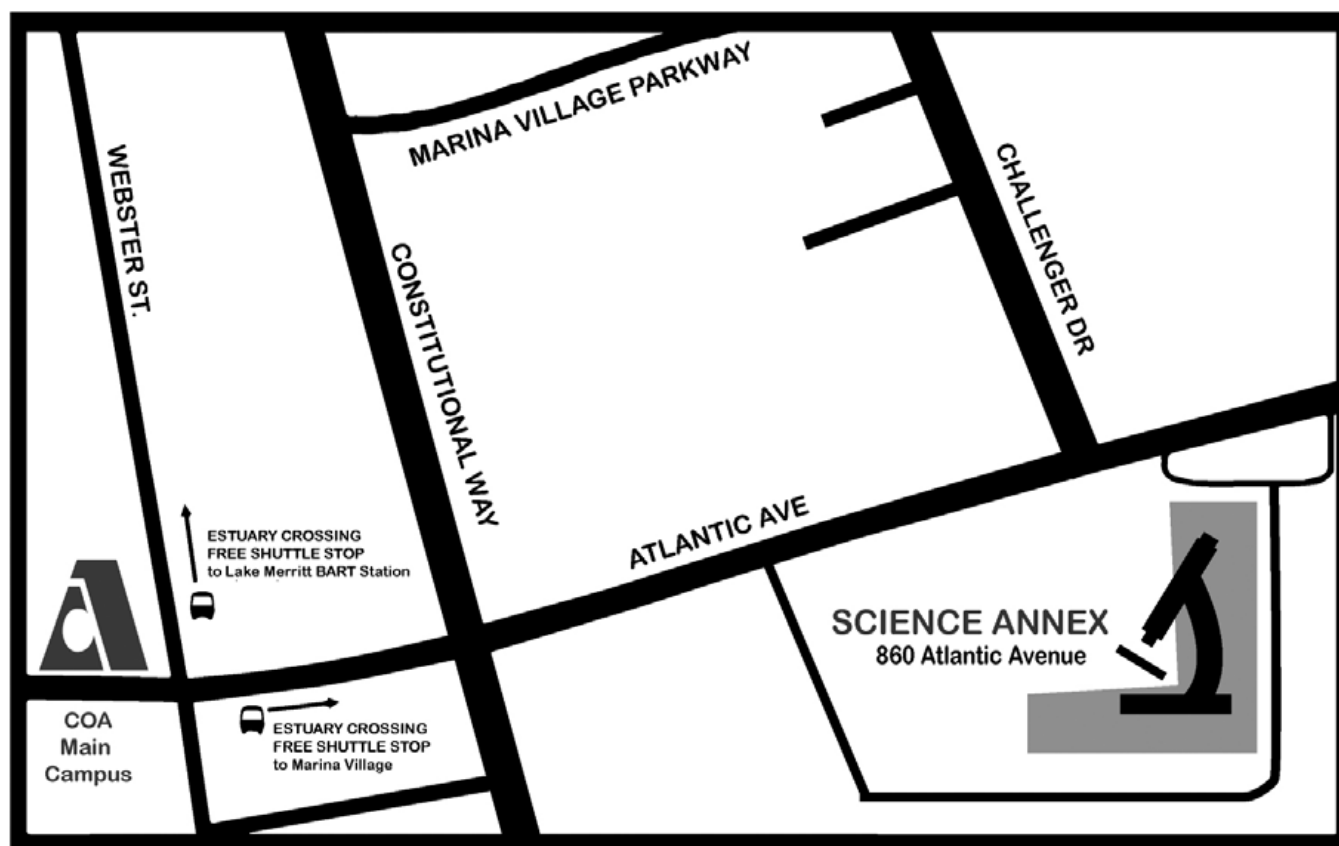 MARINA VILLAGE PARKWAY
WEBSTER ST.
CHALLENGER DR
CONSTITUTIONAL WAY
ATLANTIC AVE
ESTUARY CROSSING
FREE SHUTTLE STOP
to Lake Merritt BART Station
SCIENCE ANNEX
860 Atlantic Avenue
COA
Main
Campus
ESTUARY CROSSING
FREE SHUTTLE STOP
to Marina Village